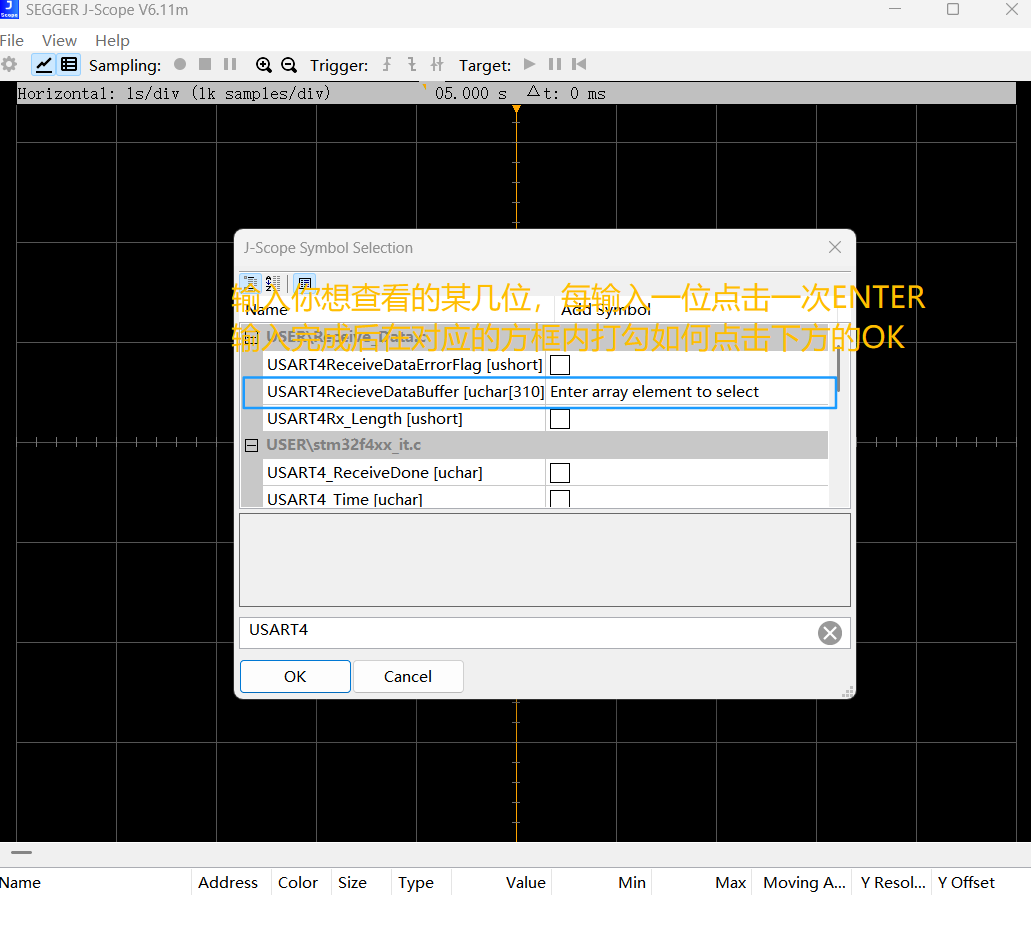 SEGGER J-Scope V6.11m
File View Help
Sampling: Trigger: Target:
Horizontal: 1s/div (1k samples/div) 05.000 s △t: 0 ms
J-Scope Symbol Selection
输入你想查看的某几位，每输入一位点击一次ENTER
Name Add symbol
输入完成后在对应的方框内打勾如何点击下方的OK
USER\Receive_Data.c
USART4ReceiveDataErrorFlag [ushort]
USART4RecieveDataBuffer [uchar[310] Enter array element to select
USART4Rx_Length [ushort]
USER\stm32f4xx_it.c
USART4_ReceiveDone [uchar]
USART4_Time [uchar]
USART4
OK Cancel
Name Address Color Size Type Value Min Max Moving A... Y Resol... Y Offset